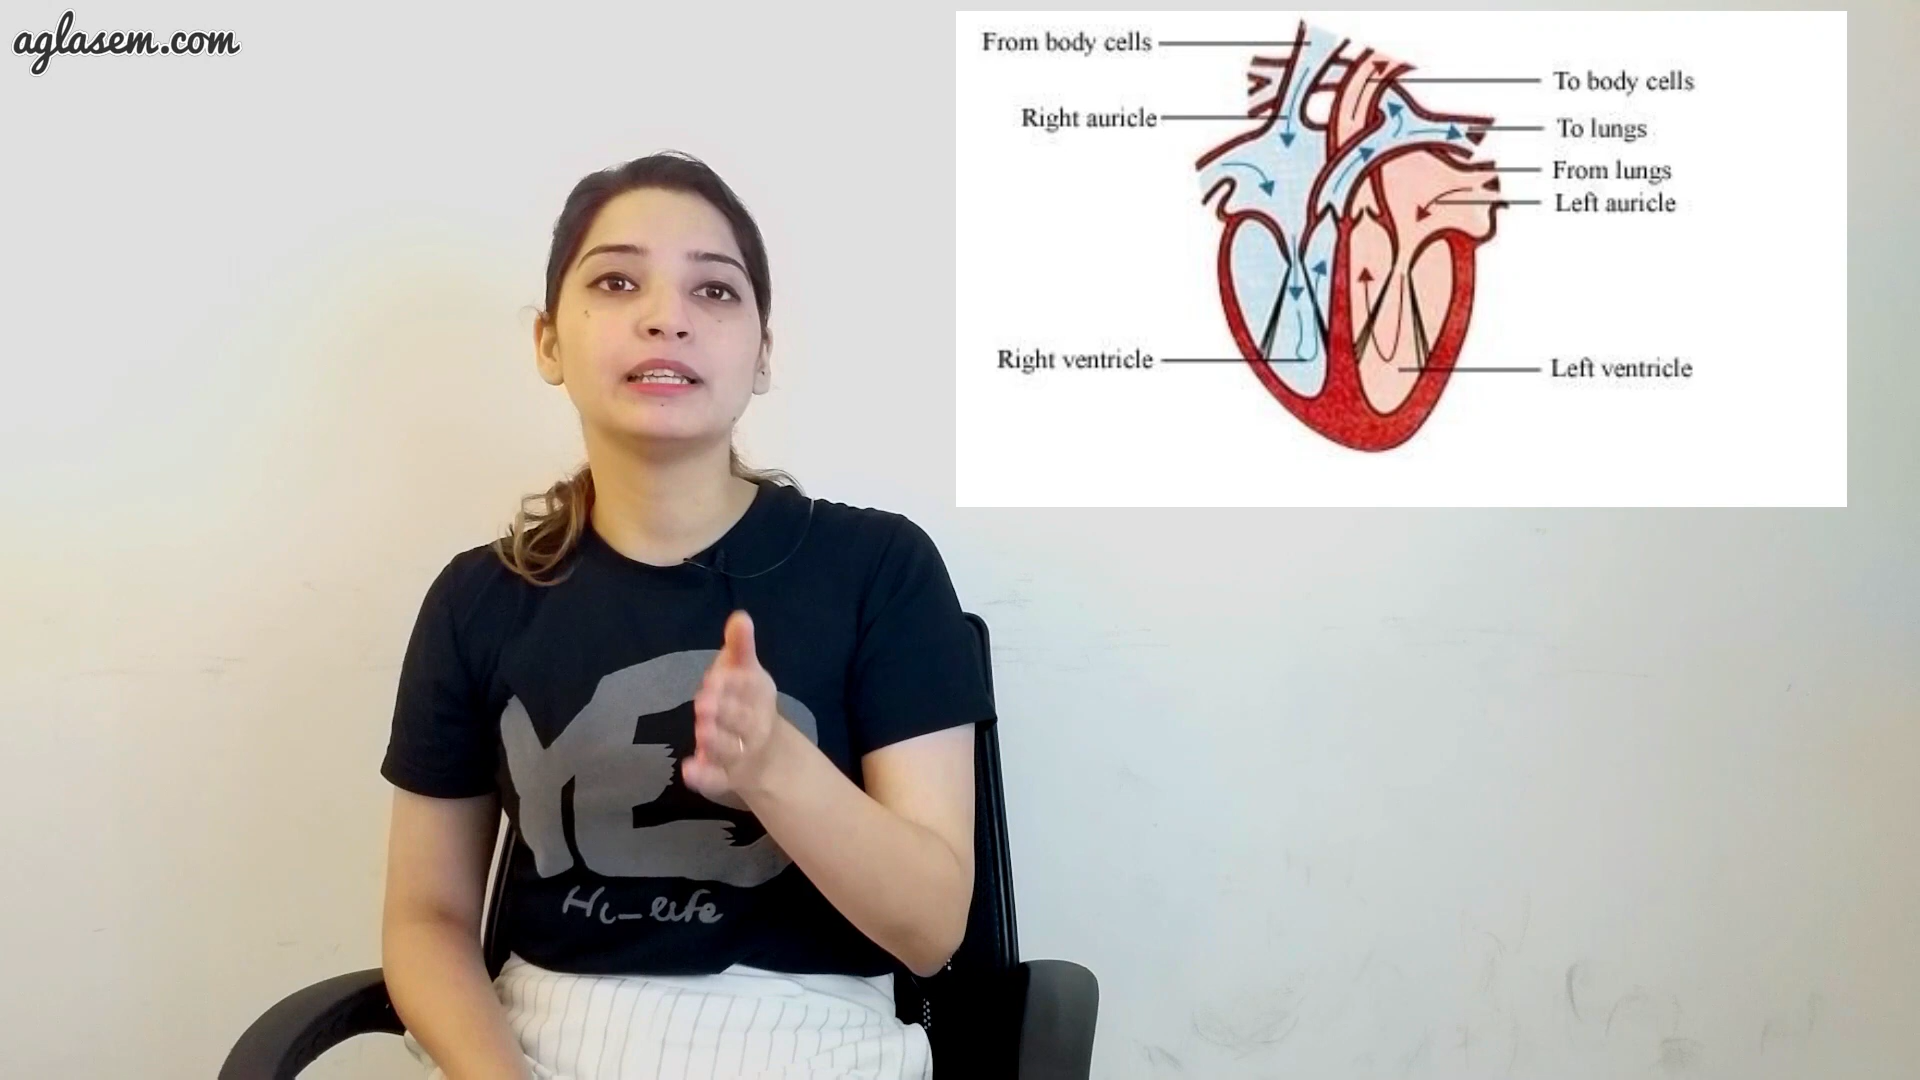 aglasem.com
From body cells
To body cells
Right auricle
To lungs
From lungs
Left auricle
Right ventricle
Left ventricle
YES
Hi-life